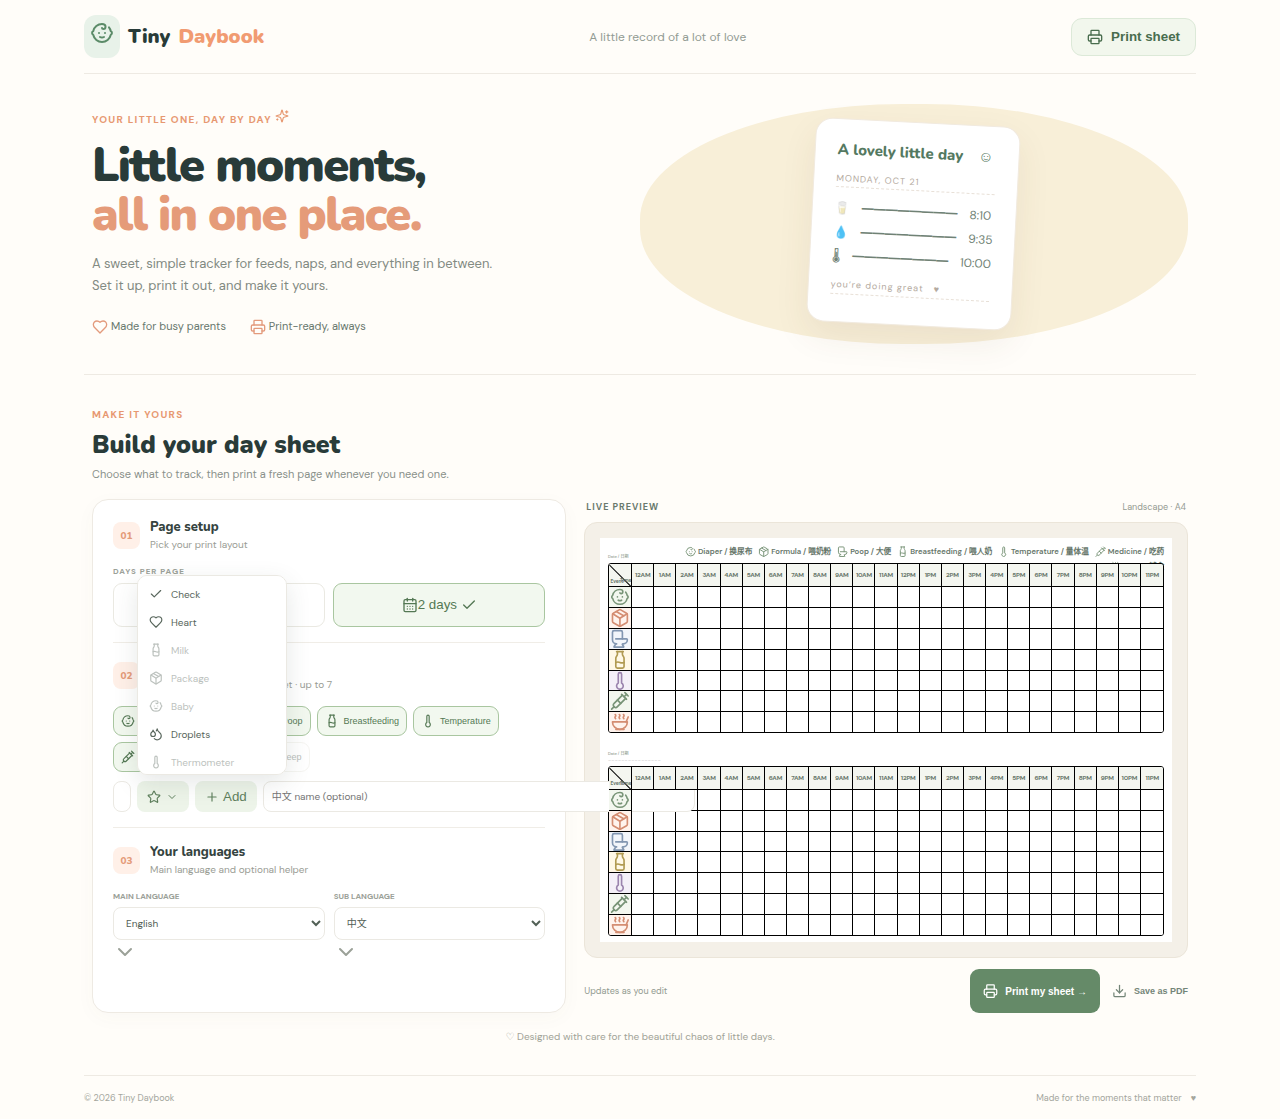 Tiny Daybook
A little record of a lot of love
Print sheet
YOUR LITTLE ONE, DAY BY DAY
Little moments,
all in one place.
A sweet, simple tracker for feeds, naps, and everything in between.
Set it up, print it out, and make it yours.
Made for busy parents
Print-ready, always
A lovely little day ☺
MONDAY, OCT 21
8:10
9:35
10:00
you're doing great ♥
MAKE IT YOURS
Build your day sheet
Choose what to track, then print a fresh page whenever you need one.
01
Page setup
Pick your print layout
DAYS PER PAGE
2 days
Check
Heart
Milk
Package
Baby
Droplets
Thermometer
02
· up to 7
Breastfeeding
Temperature
Add
中文 name (optional)
03
Your languages
Main language and optional helper
MAIN LANGUAGE
SUB LANGUAGE
English
中文
LIVE PREVIEW
Landscape · A4
Date / 日期
Diaper / 换尿布 Formula / 喂奶粉 Poop / 大便 Breastfeeding / 喂人奶 Temperature / 量体温 Medicine / 吃药
12AM 1AM 2AM 3AM 4AM 5AM 6AM 7AM 8AM 9AM 10AM 11AM 12PM 1PM 2PM 3PM 4PM 5PM 6PM 7PM 8PM 9PM 10PM 11PM
Date / 日期
12AM 1AM 2AM 3AM 4AM 5AM 6AM 7AM 8AM 9AM 10AM 11AM 12PM 1PM 2PM 3PM 4PM 5PM 6PM 7PM 8PM 9PM 10PM 11PM
Updates as you edit
Print my sheet →
Save as PDF
♡ Designed with care for the beautiful chaos of little days.
© 2026 Tiny Daybook
Made for the moments that matter ♥